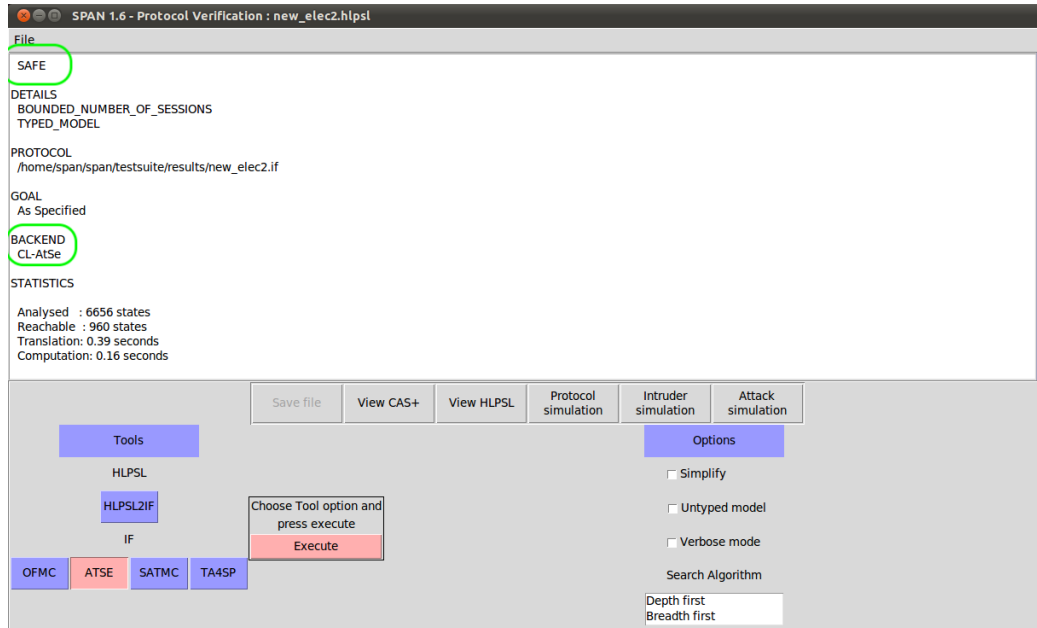 SPAN 1.6 - Protocol Verification : new_elec2.hlpsl
File
SAFE
DETAILS
BOUNDED_NUMBER_OF_SESSIONS
TYPED_MODEL
PROTOCOL
/home/span/span/testsuite/results/new_elec2.if
GOAL
As Specified
BACKEND
CL-AtSe
STATISTICS
Analysed : 6656 states
Reachable : 960 states
Translation: 0.39 seconds
Computation: 0.16 seconds
Save file
View CAS+
View HLPSL
Protocol
simulation
Intruder
simulation
Attack
simulation
Tools
HLPSL
HLPSL2IF
IF
OFMC
ATSE
SATMC
TA4SP
Choose Tool option and
press execute
Execute
Options
Simplify
Untyped model
Verbose mode
Search Algorithm
Depth first
Breadth first